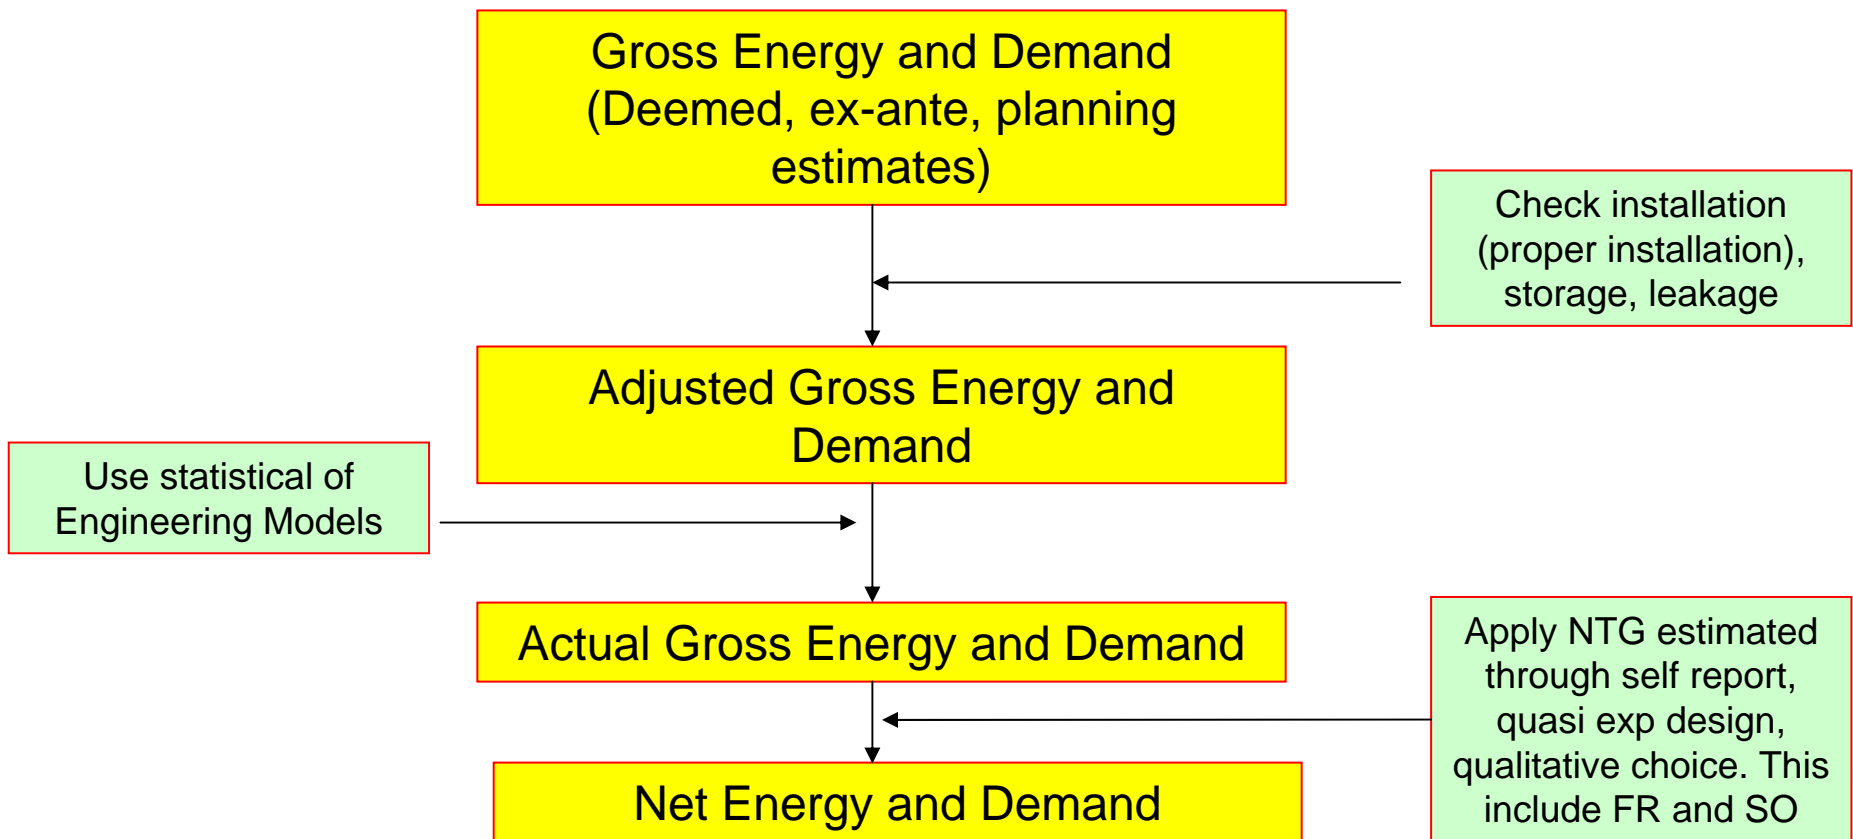 Gross Energy and Demand
(Deemed, ex-ante, planning
estimates)
Check installation
(proper installation),
storage, leakage
Adjusted Gross Energy and
Demand
Use statistical of
Engineering Models
Actual Gross Energy and Demand
Apply NTG estimated
through self report,
quasi exp design,
qualitative choice. This
include FR and SO
Net Energy and Demand